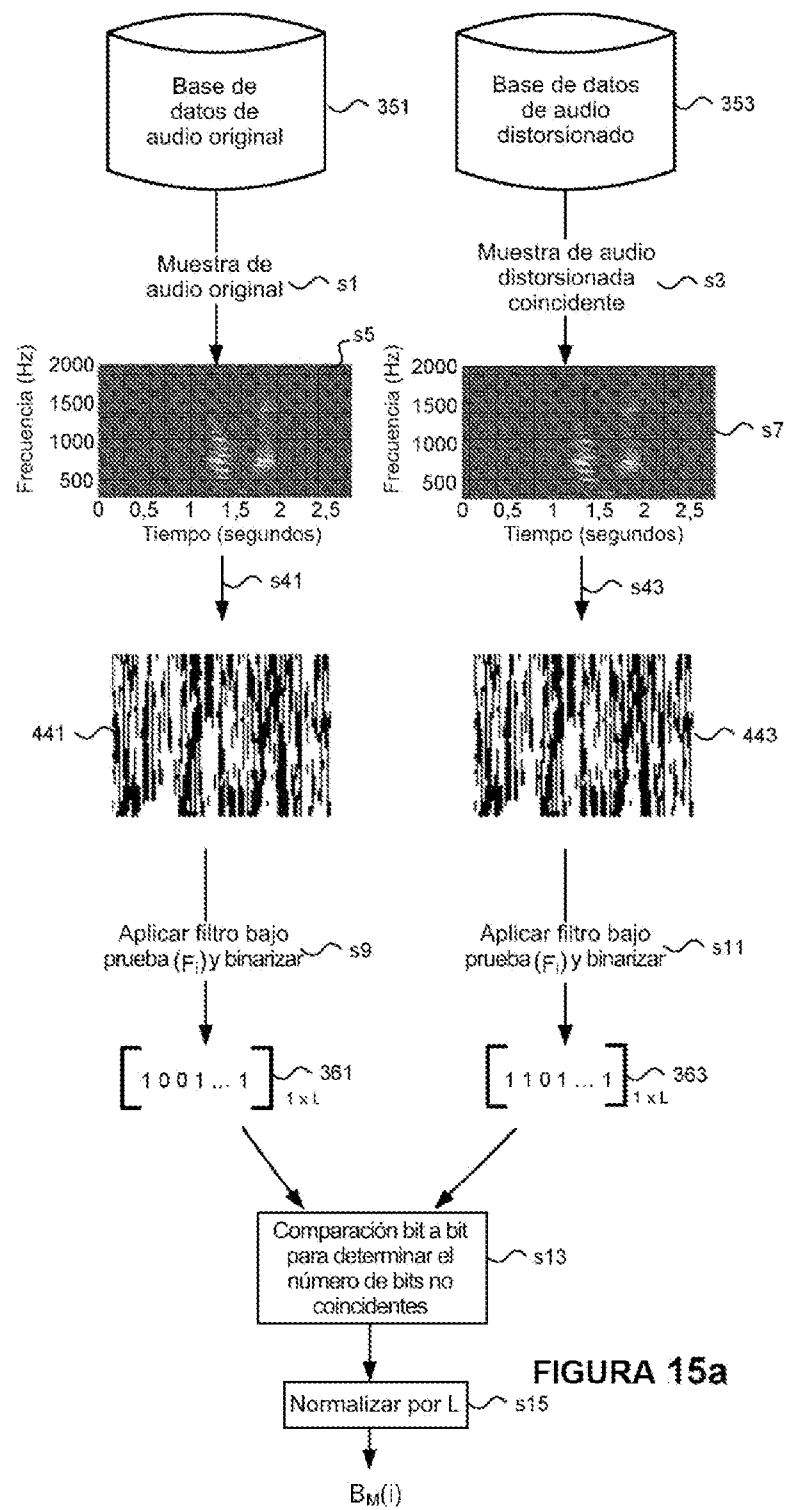 Base de
datos de
audio original
351
Base de datos
de audio
distorsionado
353
Muestra de
audio original
s1
Muestra de audio
distorsionada
coincidente
s3
s5
Frecuencia (Hz)
2000
1500
1000
500
0 0,5 1 1,5 2 2,5
Tiempo (segundos)
Frecuencia (Hz)
2000
1500
1000
500
s7
0 0,5 1 1,5 2 2,5
Tiempo (segundos)
s41
s43
441
443
Aplicar filtro bajo
prueba (Fi) y binarizar
s9
Aplicar filtro bajo
prueba (Fi) y binarizar
s11
[ 1 0 0 1 ... 1 ] 1 x L
361
[ 1 1 0 1 ... 1 ] 1 x L
363
Comparación bit a bit
para determinar el
número de bits no
coincidentes
s13
FIGURA 15a
Normalizar por L
s15
BM(i)